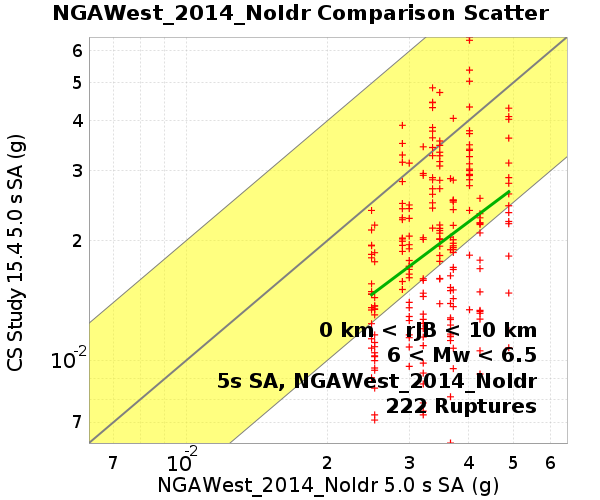 NGAWest_2014_NoIdr Comparison Scatter
CS Study 15.4 5.0 s SA (g)
6
5
4
3
2
10-2
7
0 km < rJB < 10 km
6 < Mw < 6.5
5s SA, NGAWest_2014_NoIdr
222 Ruptures
7 10-2 2 3 4 5 6
NGAWest_2014_NoIdr 5.0 s SA (g)